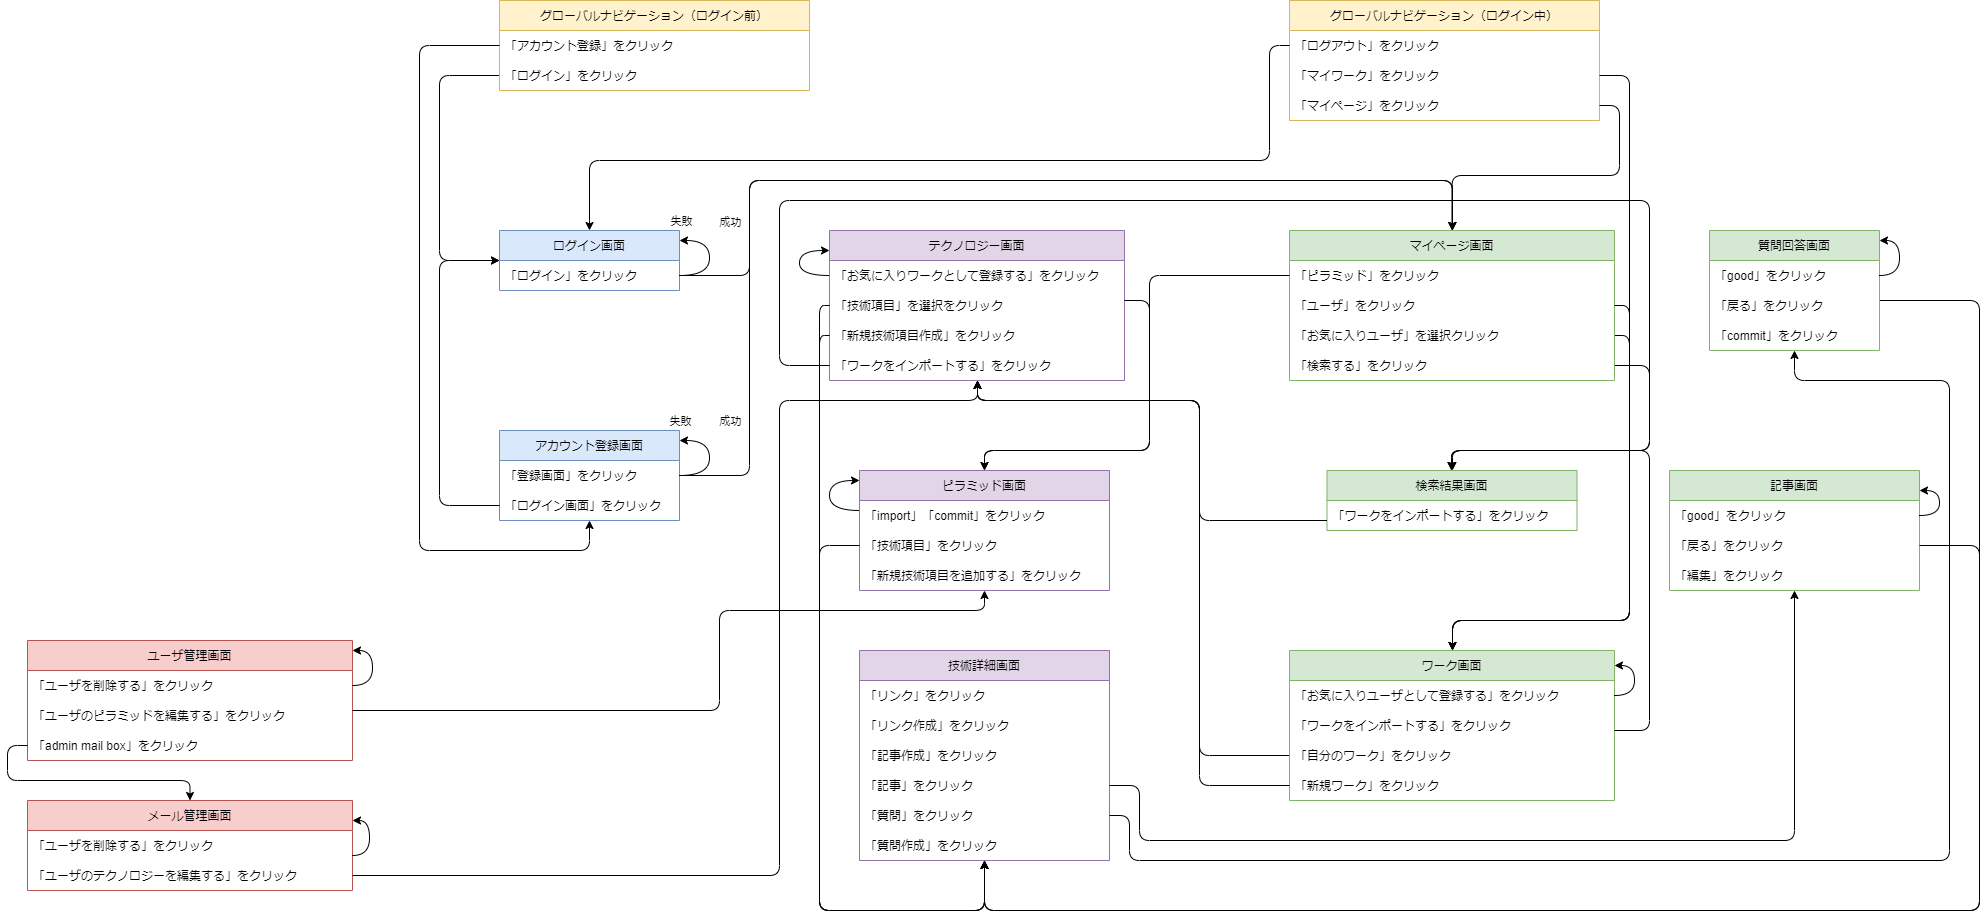 グローバルナビゲーション（ログイン前）
「アカウント登録」をクリック
「ログイン」をクリック
グローバルナビゲーション（ログイン中）
「ログアウト」をクリック
「マイワーク」をクリック
「マイページ」をクリック
失敗
成功
ログイン画面
「ログイン」をクリック
テクノロジー画面
「お気に入りワークとして登録する」をクリック
「技術項目」を選択をクリック
「新規技術項目作成」をクリック
「ワークをインポートする」をクリック
マイページ画面
「ピラミッド」をクリック
「ユーザ」をクリック
「お気に入りユーザ」を選択クリック
「検索する」をクリック
質問回答画面
「good」をクリック
「戻る」をクリック
「commit」をクリック
失敗
成功
アカウント登録画面
「登録画面」をクリック
「ログイン画面」をクリック
ピラミッド画面
「import」「commit」をクリック
「技術項目」をクリック
「新規技術項目を追加する」をクリック
検索結果画面
「ワークをインポートする」をクリック
記事画面
「good」をクリック
「戻る」をクリック
「編集」をクリック
ユーザ管理画面
「ユーザを削除する」をクリック
「ユーザのピラミッドを編集する」をクリック
「admin mail box」をクリック
技術詳細画面
「リンク」をクリック
「リンク作成」をクリック
「記事作成」をクリック
「記事」をクリック
「質問」をクリック
「質問作成」をクリック
ワーク画面
「お気に入りユーザとして登録する」をクリック
「ワークをインポートする」をクリック
「自分のワーク」をクリック
「新規ワーク」をクリック
メール管理画面
「ユーザを削除する」をクリック
「ユーザのテクノロジーを編集する」をクリック